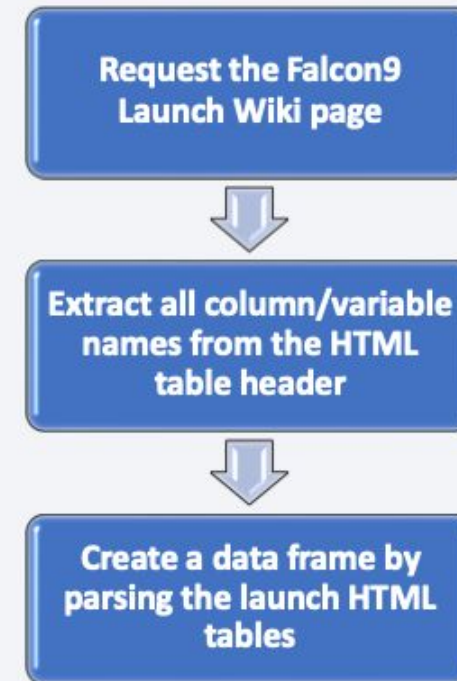 Request the Falcon9
Launch Wiki page
Extract all column/variable
names from the HTML
table header
Create a data frame by
parsing the launch HTML
tables